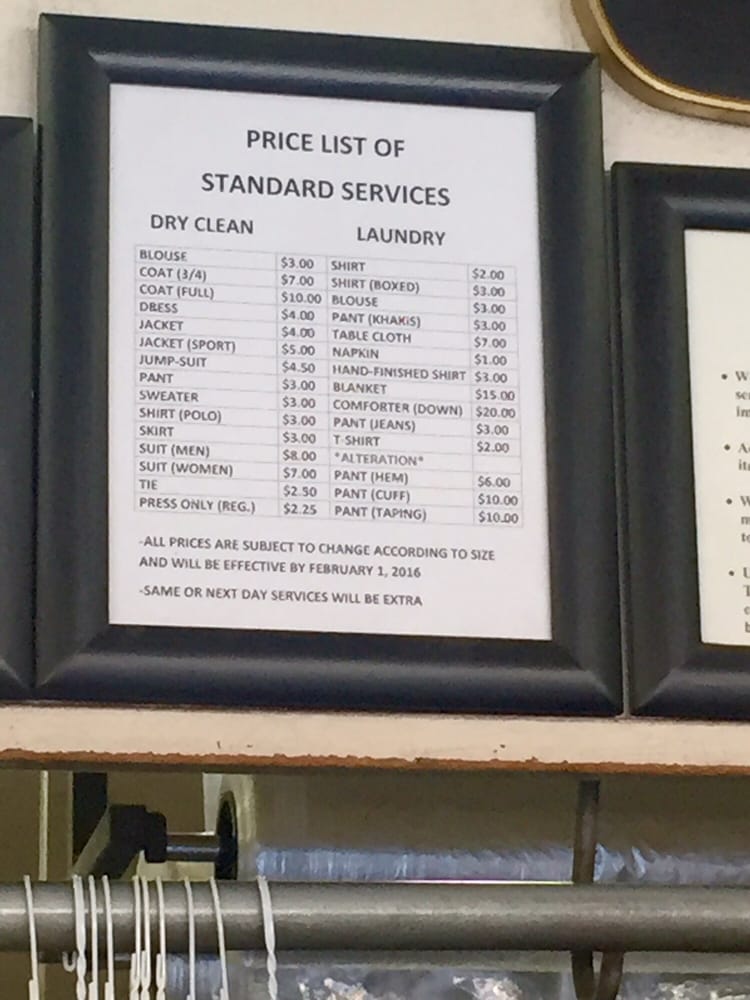 PRICE LIST OF
STANDARD SERVICES
DRY CLEAN LAUNDRY
BLOUSE $3.00 SHIRT $2.00
COAT (3/4) $7.00 SHIRT (BOXED) $3.00
COAT (FULL) $10.00 BLOUSE $3.00
DRESS $4.00 PANT (KHAKIS) $3.00
JACKET $4.00 TABLE CLOTH $7.00
JACKET (SPORT) $5.00 NAPKIN $1.00
JUMP-SUIT $4.50 HAND-FINISHED SHIRT $3.00
PANT $3.00 BLANKET $15.00
SWEATER $3.00 COMFORTER (DOWN) $20.00
SHIRT (POLO) $3.00 PANT (JEANS) $3.00
SKIRT $3.00 T-SHIRT $2.00
SUIT (MEN) $8.00 *ALTERATION*
SUIT (WOMEN) $7.00 PANT (HEM) $6.00
TIE $2.50 PANT (CUFF) $10.00
PRESS ONLY (REG.) $2.25 PANT (TAPING) $10.00
-ALL PRICES ARE SUBJECT TO CHANGE ACCORDING TO SIZE
AND WILL BE EFFECTIVE BY FEBRUARY 1, 2016
-SAME OR NEXT DAY SERVICES WILL BE EXTRA